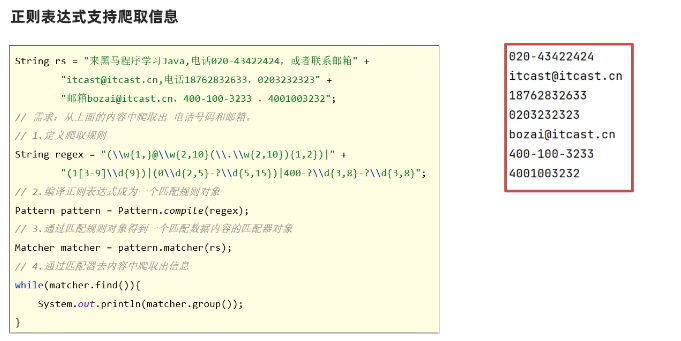 正则表达式支持爬取信息
String rs = "来黑马程序学习Java,电话020-43422424，或者联系邮箱" +
"itcast@itcast.cn,电话18762832633，0203232323" +
"邮箱bozai@itcast.cn，400-100-3233 ，4001003232";
// 需求：从上面的内容中爬取出 电话号码和邮箱。
// 1.定义爬取规则
String regex = "(\\w{1,}@\\w{2,10}(\\.\\w{2,10}){1,2})|" +
"(1[3-9]\\d{9})|(0\\d{2,5}-?\\d{5,15})|400-?\\d{3,8}-?\\d{3,8}";
// 2.编译正则表达式成为一个匹配规则对象
Pattern pattern = Pattern.compile(regex);
// 3.通过匹配规则对象得到一个匹配数据内容的匹配器对象
Matcher matcher = pattern.matcher(rs);
// 4.通过匹配器去内容中爬取出信息
while(matcher.find()){
System.out.println(matcher.group());
}
020-43422424
itcast@itcast.cn
18762832633
0203232323
bozai@itcast.cn
400-100-3233
4001003232